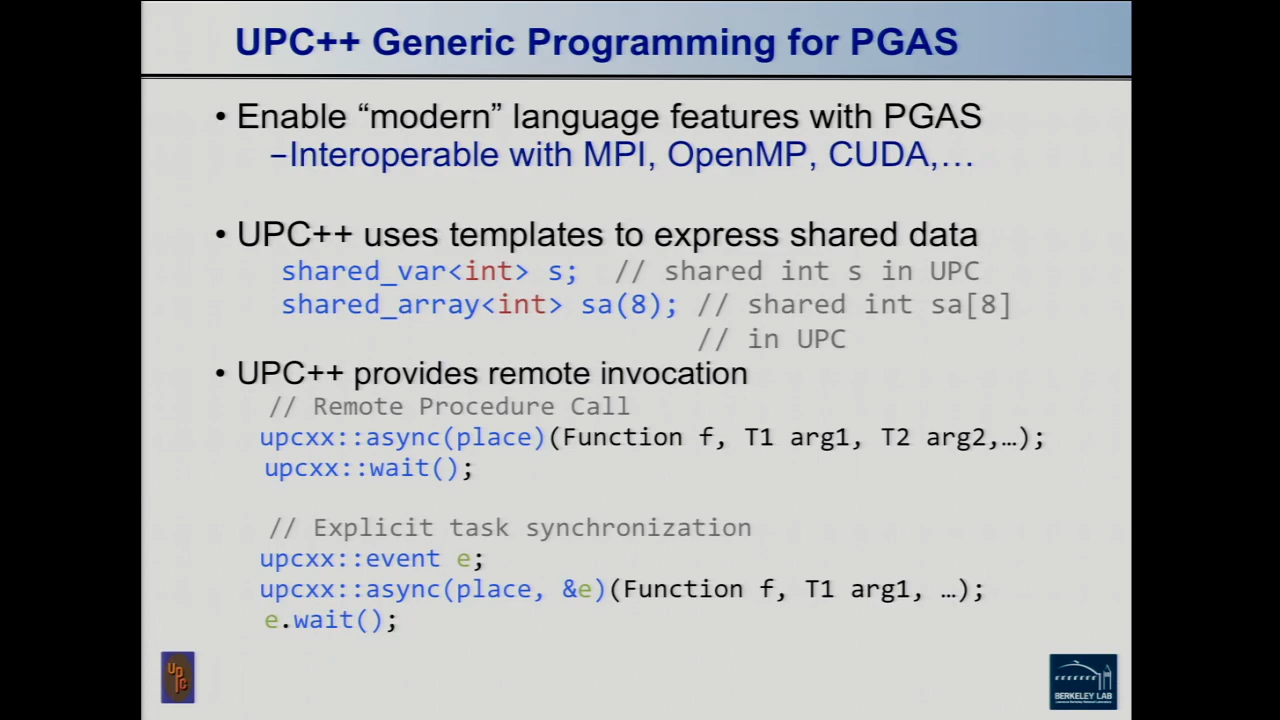 UPC++ Generic Programming for PGAS
• Enable “modern” language features with PGAS
–Interoperable with MPI, OpenMP, CUDA,…
• UPC++ uses templates to express shared data
shared_var<int> s; // shared int s in UPC
shared_array<int> sa(8); // shared int sa[8]
// in UPC
• UPC++ provides remote invocation
// Remote Procedure Call
upcxx::async(place)(Function f, T1 arg1, T2 arg2,…);
upcxx::wait();
// Explicit task synchronization
upcxx::event e;
upcxx::async(place, &e)(Function f, T1 arg1, …);
e.wait();
UPC
BERKELEY LAB